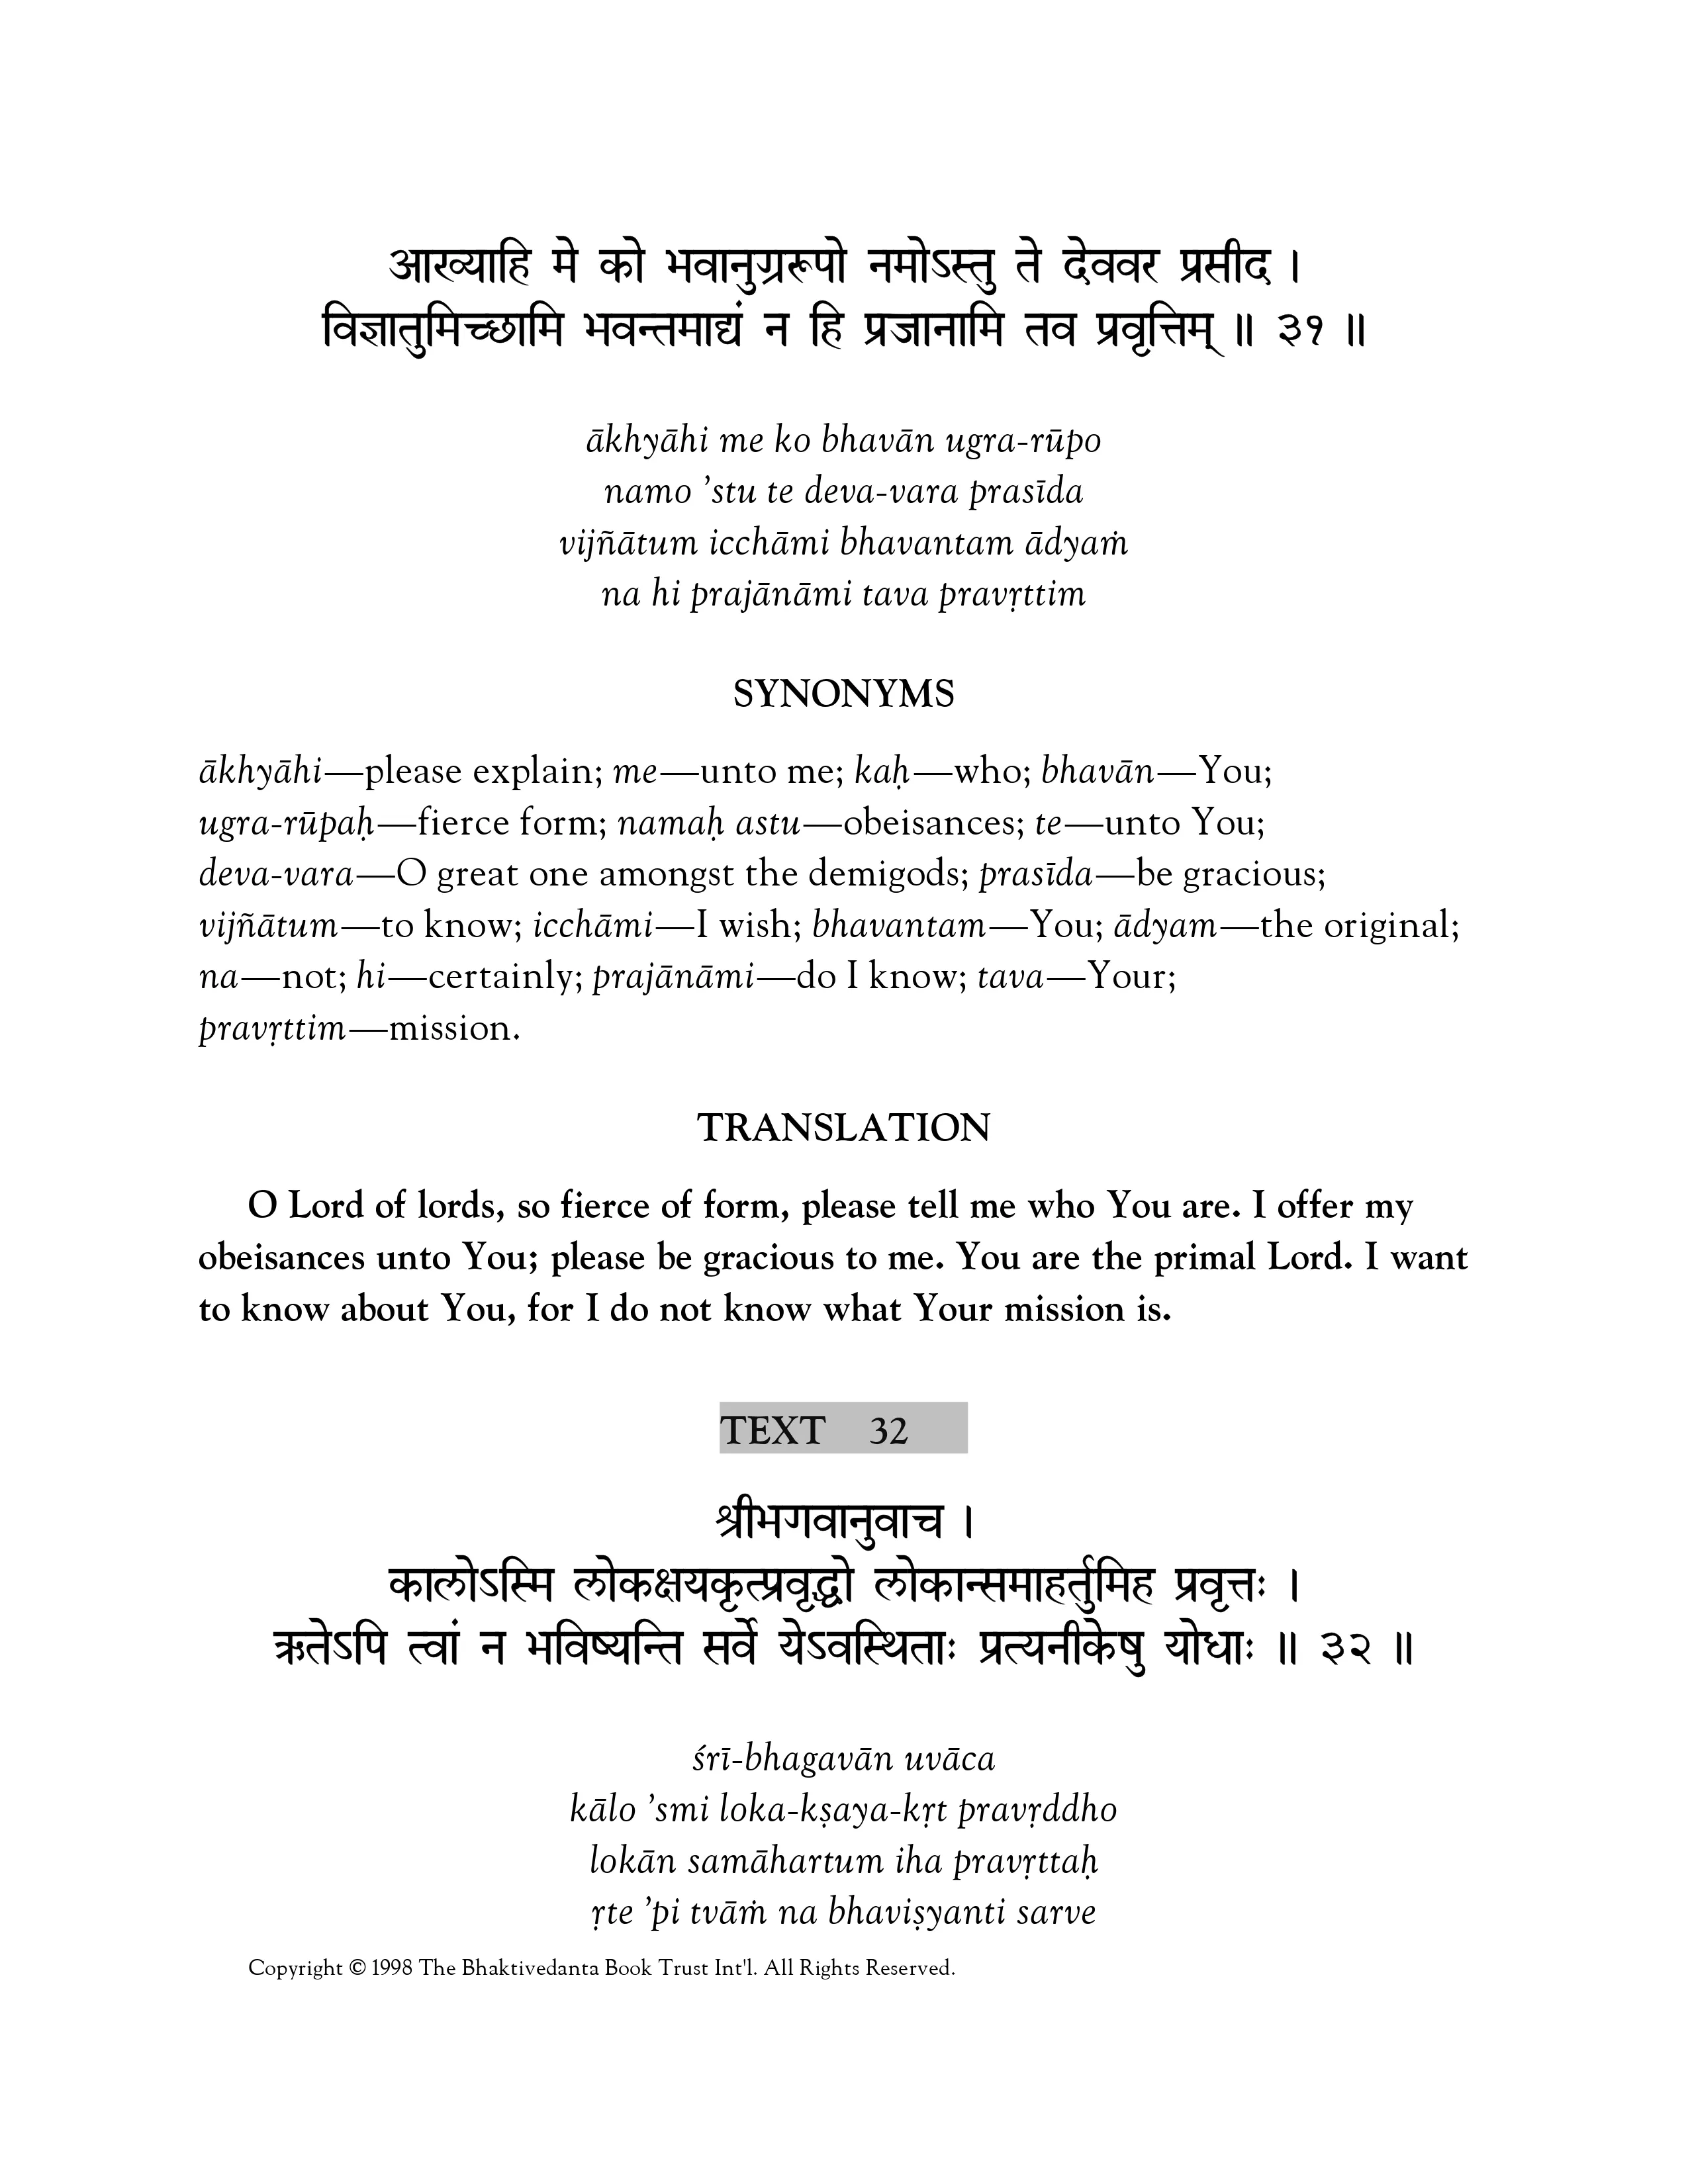 आख्याहि मे को भवानुग्ररूपो नमोऽस्तु ते देववर प्रसीद ।
विज्ञातुमिच्छामि भवन्तमाद्यं न हि प्रजानामि तव प्रवृत्तिम् ॥ ३१ ॥
ākhyāhi me ko bhavān ugra-rūpo
namo ’stu te deva-vara prasīda
vijñātum icchāmi bhavantam ādyaṁ
na hi prajānāmi tava pravṛttim
SYNONYMS
ākhyāhi—please explain; me—unto me; kaḥ—who; bhavān—You;
ugra-rūpaḥ—fierce form; namaḥ astu—obeisances; te—unto You;
deva-vara—O great one amongst the demigods; prasīda—be gracious;
vijñātum—to know; icchāmi—I wish; bhavantam—You; ādyam—the original;
na—not; hi—certainly; prajānāmi—do I know; tava—Your;
pravṛttim—mission.
TRANSLATION
O Lord of lords, so fierce of form, please tell me who You are. I offer my
obeisances unto You; please be gracious to me. You are the primal Lord. I want
to know about You, for I do not know what Your mission is.
TEXT 32
श्रीभगवानुवाच ।
कालोऽस्मि लोकक्षयकृत्प्रवृद्धो लोकान्समाहर्तुमिह प्रवृत्तः ।
ऋतेऽपि त्वां न भविष्यन्ति सर्वे येऽवस्थिताः प्रत्यनीकेषु योधाः ॥ ३२ ॥
śrī-bhagavān uvāca
kālo ’smi loka-kṣaya-kṛt pravṛddho
lokān samāhartum iha pravṛttaḥ
ṛte ’pi tvāṁ na bhaviṣyanti sarve
Copyright © 1998 The Bhaktivedanta Book Trust Int'l. All Rights Reserved.